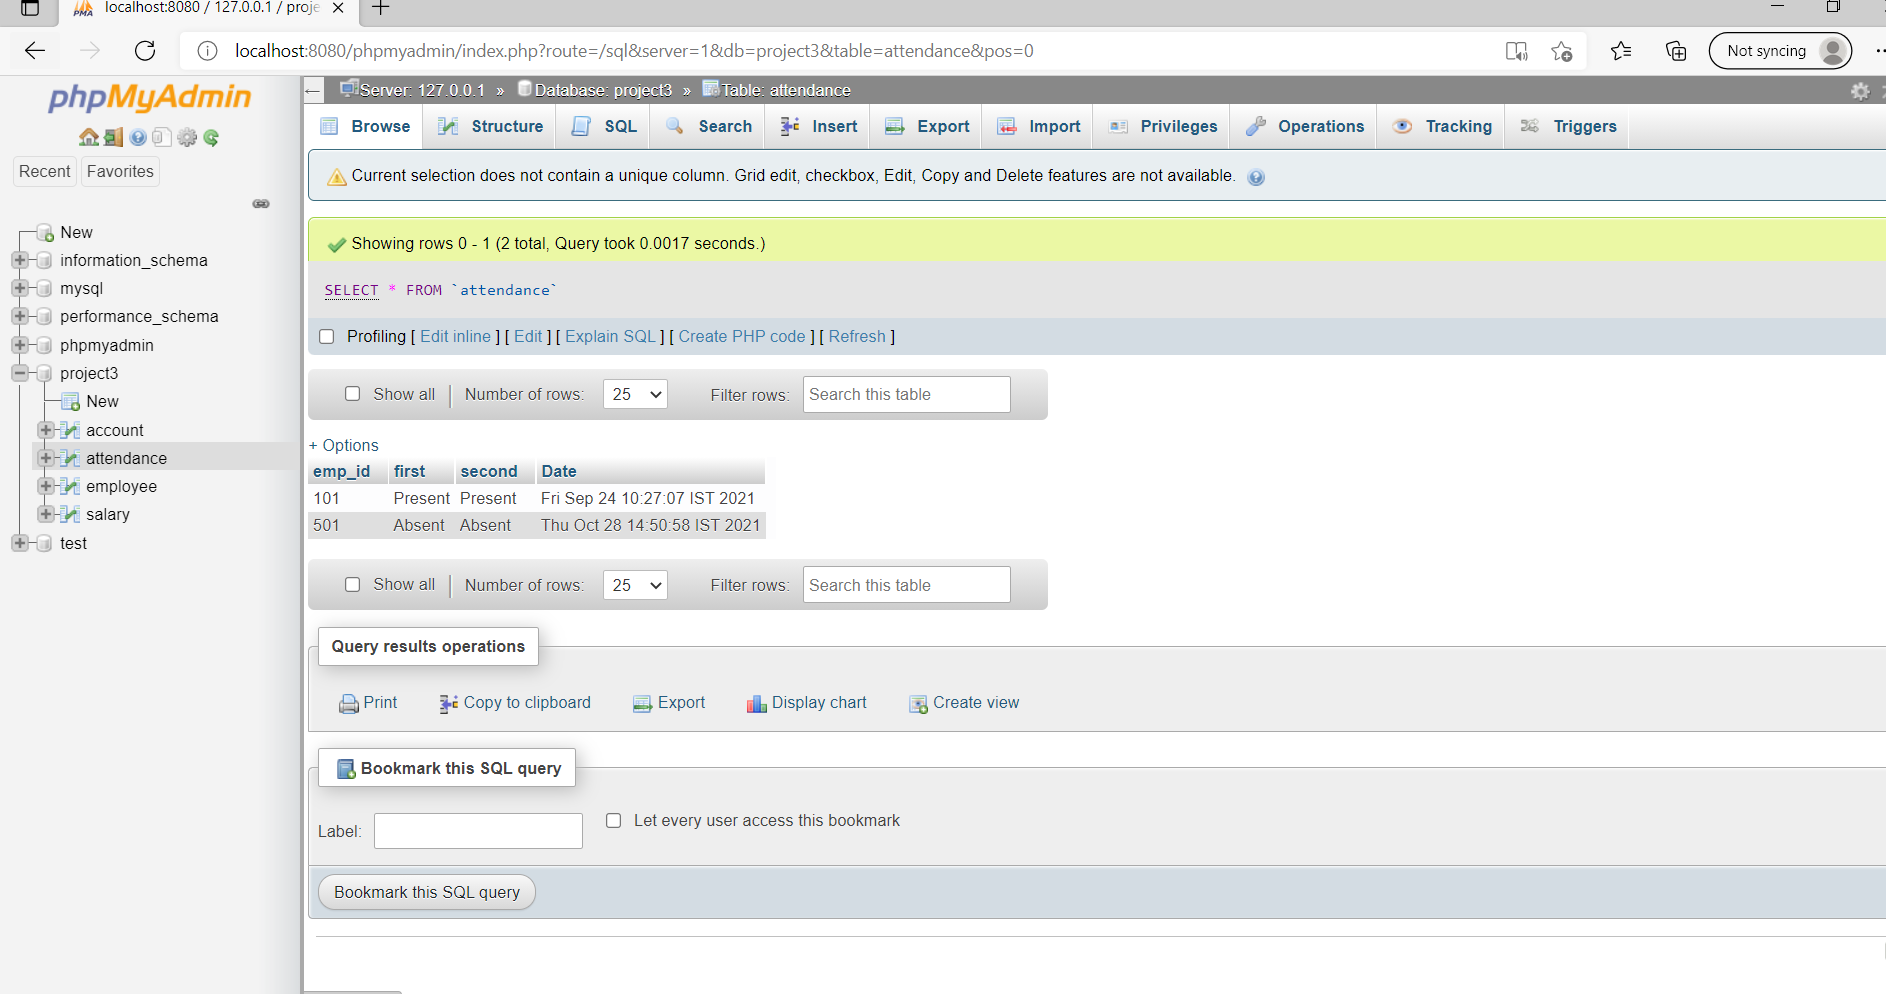 localhost:8080 / 127.0.0.1 / proje
localhost:8080/phpmyadmin/index.php?route=/sql&server=1&db=project3&table=attendance&pos=0
Not syncing
phpMyAdmin
Recent
Favorites
New
information_schema
mysql
performance_schema
phpmyadmin
project3
New
account
attendance
employee
salary
test
Server: 127.0.0.1 » Database: project3 » Table: attendance
Browse Structure SQL Search Insert Export Import Privileges Operations Tracking Triggers
Current selection does not contain a unique column. Grid edit, checkbox, Edit, Copy and Delete features are not available.
Showing rows 0 - 1 (2 total, Query took 0.0017 seconds.)
SELECT * FROM `attendance`
Profiling [ Edit inline ] [ Edit ] [ Explain SQL ] [ Create PHP code ] [ Refresh ]
Show all | Number of rows: 25 Filter rows: Search this table
+ Options
emp_id first second Date
101 Present Present Fri Sep 24 10:27:07 IST 2021
501 Absent Absent Thu Oct 28 14:50:58 IST 2021
Show all | Number of rows: 25 Filter rows: Search this table
Query results operations
Print Copy to clipboard Export Display chart Create view
Bookmark this SQL query
Label:
Let every user access this bookmark
Bookmark this SQL query